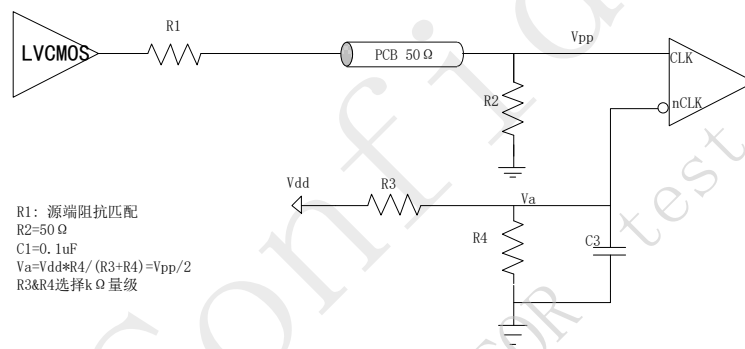 R1
LVCMOS
PCB 50Ω
Vpp
CLK
R2
nCLK
Vdd
R3
Va
R4
C3
R1: 源端阻抗匹配
R2=50Ω
C1=0.1uF
Va=Vdd*R4/(R3+R4)=Vpp/2
R3&R4选择kΩ量级
Confid
test